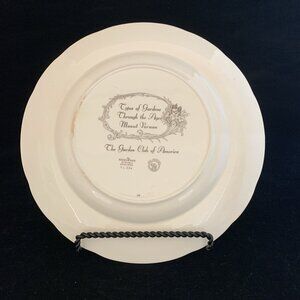 Types of Gardens
Through the Ages
Mount Vernon
The Garden Club of America